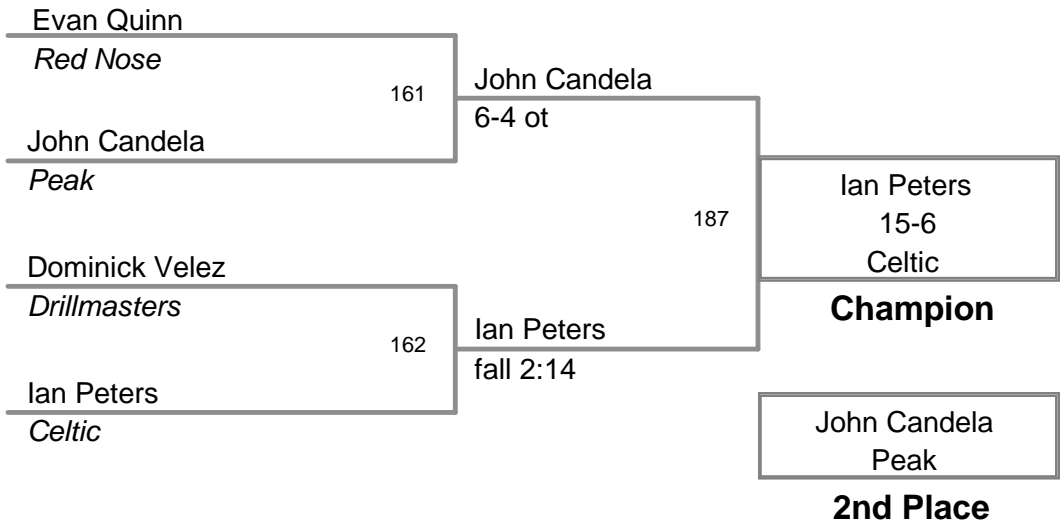 Evan Quinn
Red Nose
161
John Candela
6-4 ot
John Candela
Peak
187
Ian Peters
15-6
Celtic
Champion
Dominick Velez
Drillmasters
162
Ian Peters
fall 2:14
Ian Peters
Celtic
John Candela
Peak
2nd Place